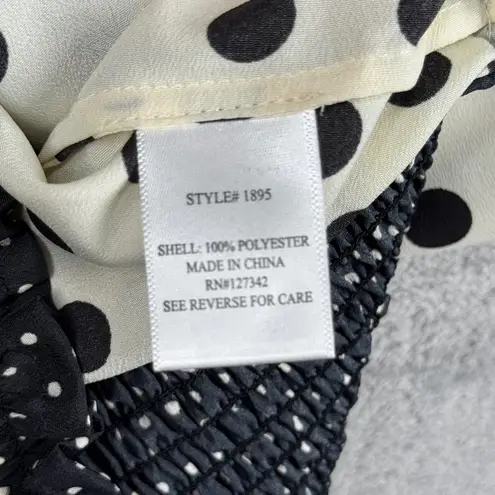 STYLE# 1895
SHELL: 100% POLYESTER
MADE IN CHINA
RN#127342
SEE REVERSE FOR CARE